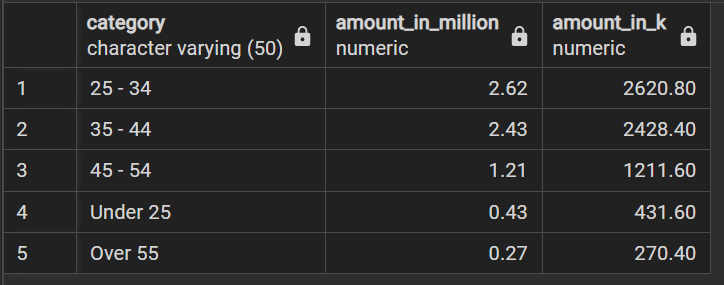 category amount_in_million amount_in_k
character varying (50) numeric numeric
1 25 - 34 2.62 2620.80
2 35 - 44 2.43 2428.40
3 45 - 54 1.21 1211.60
4 Under 25 0.43 431.60
5 Over 55 0.27 270.40